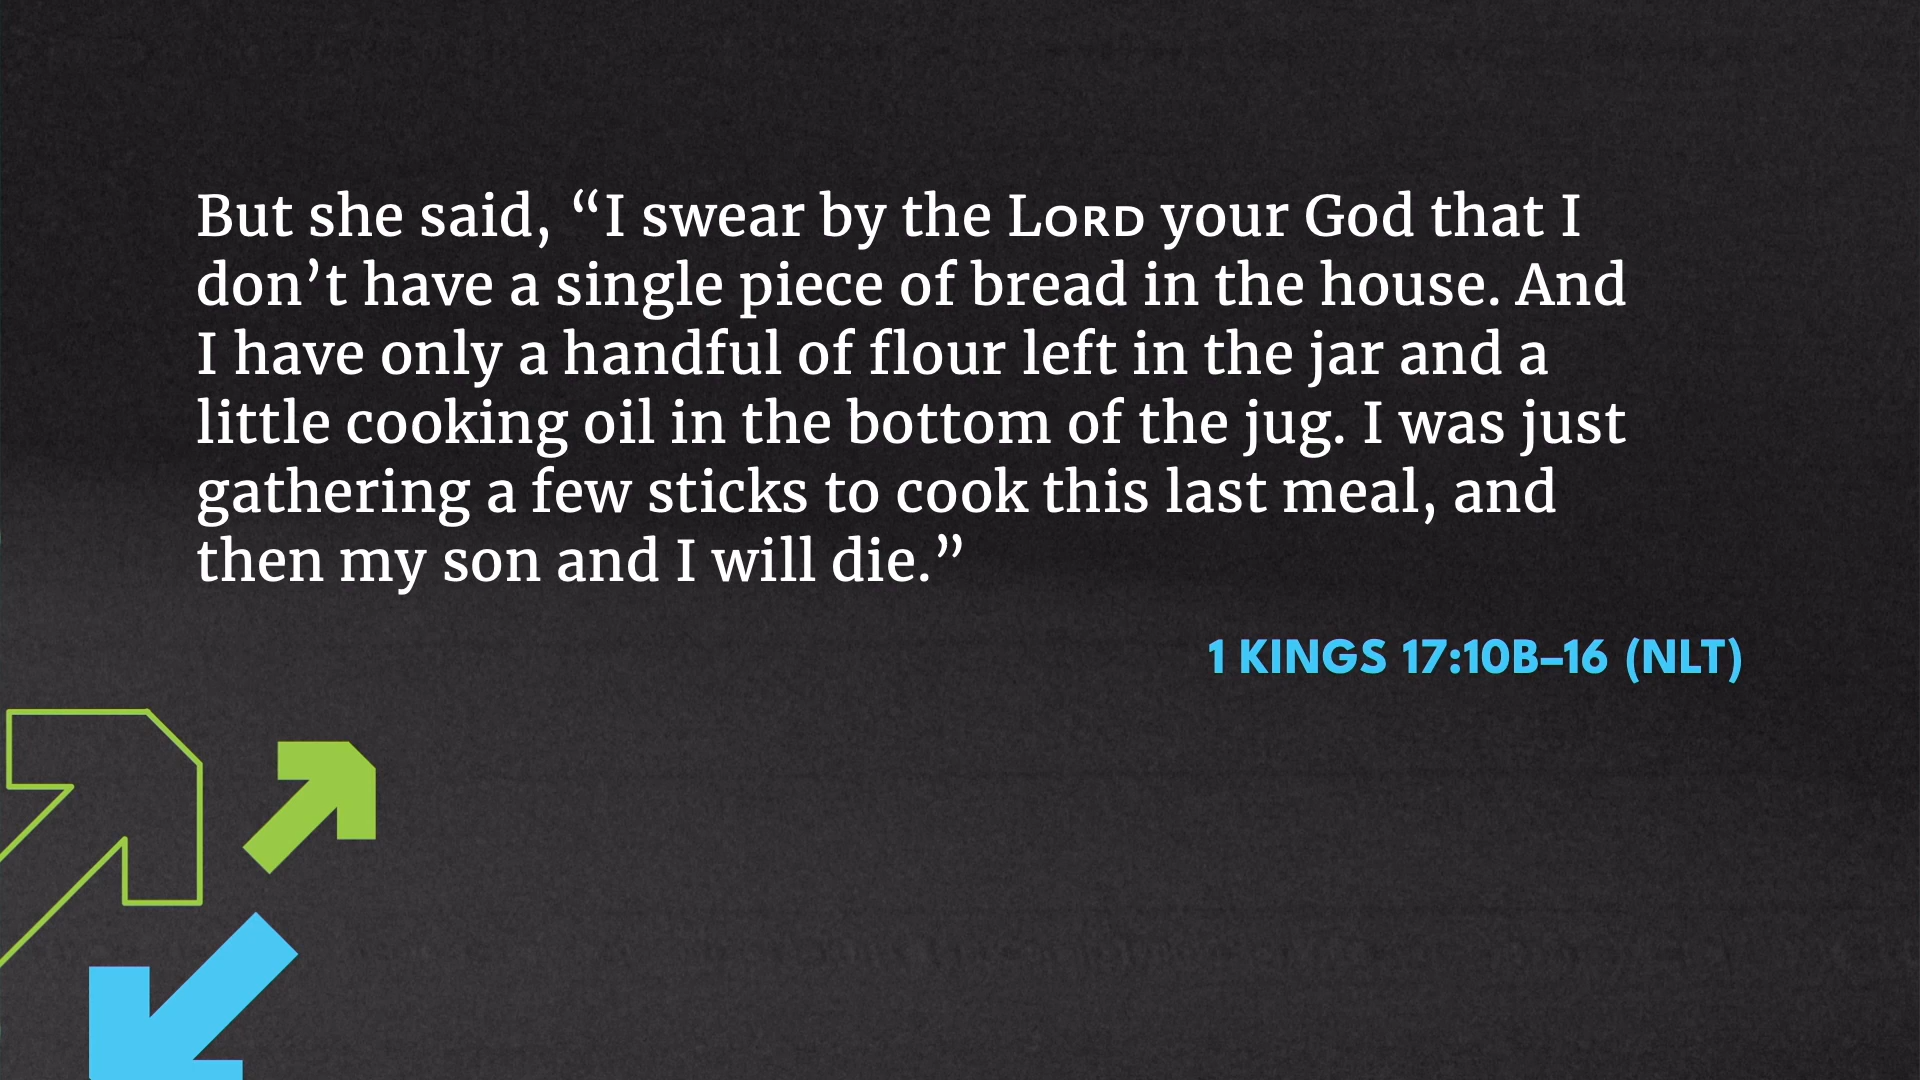 But she said, “I swear by the LORD your God that I
don’t have a single piece of bread in the house. And
I have only a handful of flour left in the jar and a
little cooking oil in the bottom of the jug. I was just
gathering a few sticks to cook this last meal, and
then my son and I will die.”
1 KINGS 17:10B–16 (NLT)